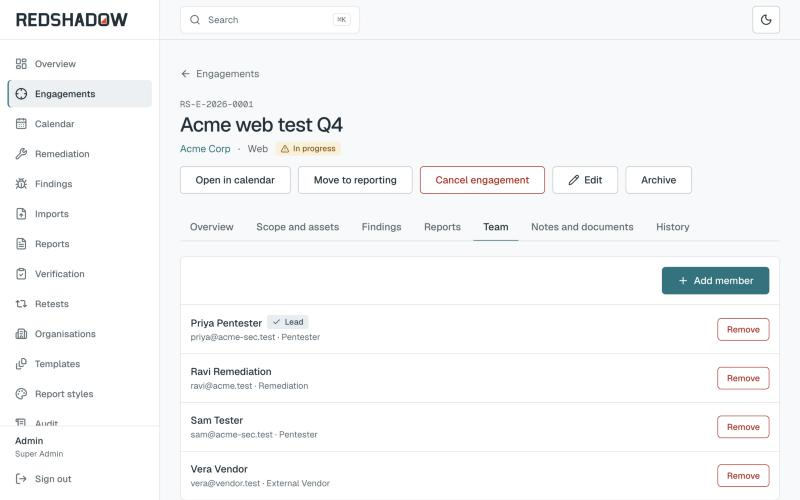 REDSHADOW
Search
⌘K
Overview
Engagements
Calendar
Remediation
Findings
Imports
Reports
Verification
Retests
Organisations
Templates
Report styles
Audit
Admin
Super Admin
Sign out
Engagements
RS-E-2026-0001
Acme web test Q4
Acme Corp · Web In progress
Open in calendar Move to reporting Cancel engagement Edit Archive
Overview Scope and assets Findings Reports Team Notes and documents History
Add member
Priya Pentester Lead
priya@acme-sec.test · Pentester
Remove
Ravi Remediation
ravi@acme.test · Remediation
Remove
Sam Tester
sam@acme-sec.test · Pentester
Remove
Vera Vendor
vera@vendor.test · External Vendor
Remove